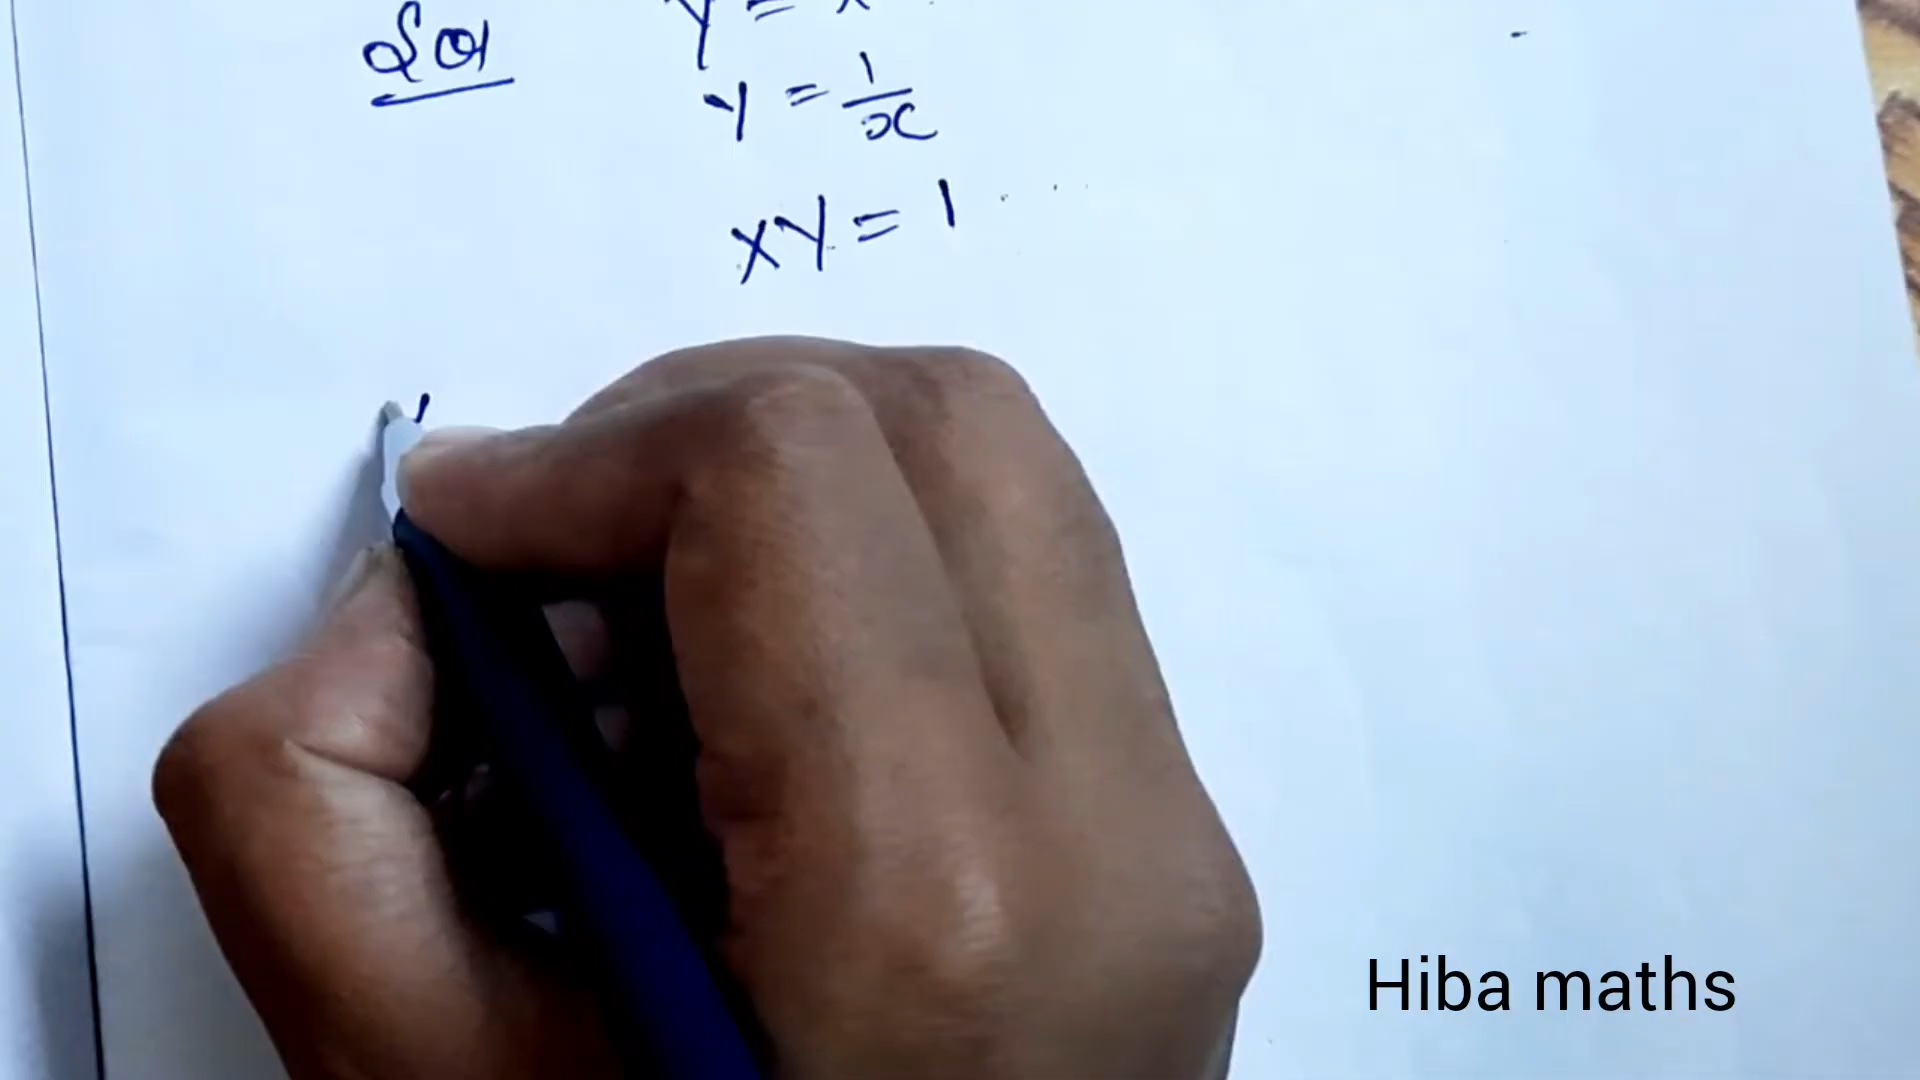 Sol
y = x
y = 1/x
xy = 1
Hiba maths